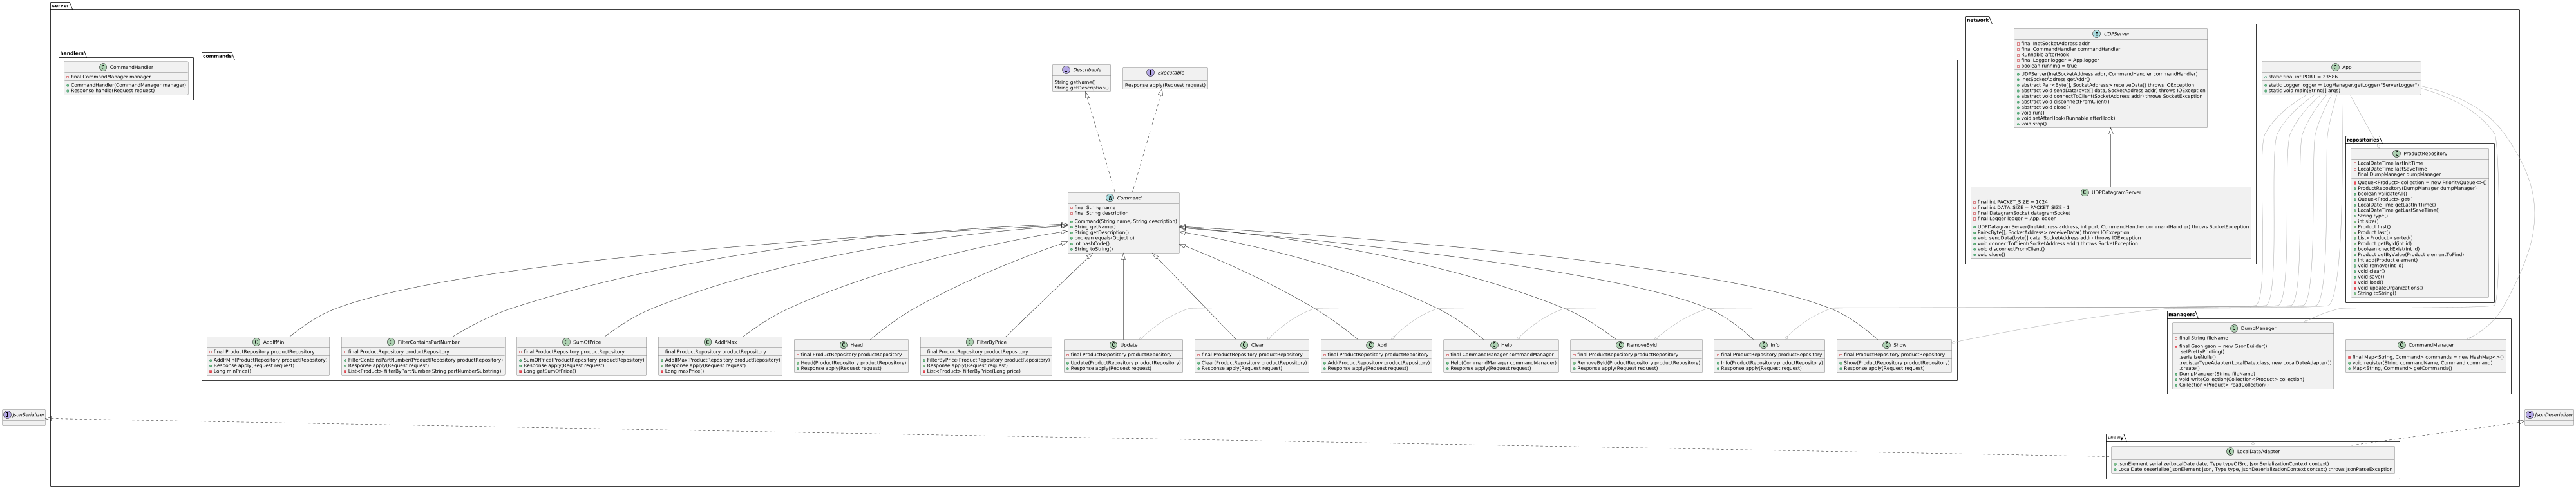 server
handlers
CommandHandler
final CommandManager manager
CommandHandler(CommandManager manager)
Response handle(Request request)
commands
Describable
String getName()
String getDescription()
Executable
Response apply(Request request)
Command
final String name
final String description
Command(String name, String description)
String getName()
String getDescription()
boolean equals(Object o)
int hashCode()
String toString()
AddIfMin
final ProductRepository productRepository
AddIfMin(ProductRepository productRepository)
Response apply(Request request)
Long minPrice()
FilterContainsPartNumber
final ProductRepository productRepository
FilterContainsPartNumber(ProductRepository productRepository)
Response apply(Request request)
List<Product> filterByPartNumber(String partNumberSubstring)
SumOfPrice
final ProductRepository productRepository
SumOfPrice(ProductRepository productRepository)
Response apply(Request request)
Long getSumOfPrice()
AddIfMax
final ProductRepository productRepository
AddIfMax(ProductRepository productRepository)
Response apply(Request request)
Long maxPrice()
Head
final ProductRepository productRepository
Head(ProductRepository productRepository)
Response apply(Request request)
FilterByPrice
final ProductRepository productRepository
FilterByPrice(ProductRepository productRepository)
Response apply(Request request)
List<Product> filterByPrice(Long price)
Update
final ProductRepository productRepository
Update(ProductRepository productRepository)
Response apply(Request request)
Clear
final ProductRepository productRepository
Clear(ProductRepository productRepository)
Response apply(Request request)
Add
final ProductRepository productRepository
Add(ProductRepository productRepository)
Response apply(Request request)
Help
final CommandManager commandManager
Help(CommandManager commandManager)
Response apply(Request request)
RemoveById
final ProductRepository productRepository
RemoveById(ProductRepository productRepository)
Response apply(Request request)
Info
final ProductRepository productRepository
Info(ProductRepository productRepository)
Response apply(Request request)
Show
final ProductRepository productRepository
Show(ProductRepository productRepository)
Response apply(Request request)
network
UDPServer
final InetSocketAddress addr
final CommandHandler commandHandler
Runnable afterHook
final Logger logger = App.logger
boolean running = true
UDPServer(InetSocketAddress addr, CommandHandler commandHandler)
InetSocketAddress getAddr()
abstract Pair<Byte[], SocketAddress> receiveData() throws IOException
abstract void sendData(byte[] data, SocketAddress addr) throws IOException
abstract void connectToClient(SocketAddress addr) throws SocketException
abstract void disconnectFromClient()
abstract void close()
void run()
void setAfterHook(Runnable afterHook)
void stop()
UDPDatagramServer
final int PACKET_SIZE = 1024
final int DATA_SIZE = PACKET_SIZE - 1
final DatagramSocket datagramSocket
final Logger logger = App.logger
UDPDatagramServer(InetAddress address, int port, CommandHandler commandHandler) throws SocketException
Pair<Byte[], SocketAddress> receiveData() throws IOException
void sendData(byte[] data, SocketAddress addr) throws IOException
void connectToClient(SocketAddress addr) throws SocketException
void disconnectFromClient()
void close()
App
static final int PORT = 23586
static Logger logger = LogManager.getLogger("ServerLogger")
static void main(String[] args)
repositories
ProductRepository
LocalDateTime lastInitTime
LocalDateTime lastSaveTime
final DumpManager dumpManager
Queue<Product> collection = new PriorityQueue<>()
ProductRepository(DumpManager dumpManager)
boolean validateAll()
Queue<Product> get()
LocalDateTime getLastInitTime()
LocalDateTime getLastSaveTime()
String type()
int size()
Product first()
Product last()
List<Product> sorted()
Product getById(int id)
boolean checkExist(int id)
Product getByValue(Product elementToFind)
int add(Product element)
void remove(int id)
void clear()
void save()
void load()
void updateOrganizations()
String toString()
managers
DumpManager
final String fileName
final Gson gson = new GsonBuilder()
.setPrettyPrinting()
.serializeNulls()
.registerTypeAdapter(LocalDate.class, new LocalDateAdapter())
.create()
DumpManager(String fileName)
void writeCollection(Collection<Product> collection)
Collection<Product> readCollection()
CommandManager
final Map<String, Command> commands = new HashMap<>()
void register(String commandName, Command command)
Map<String, Command> getCommands()
JsonSerializer
JsonDeserializer
utility
LocalDateAdapter
JsonElement serialize(LocalDate date, Type typeOfSrc, JsonSerializationContext context)
LocalDate deserialize(JsonElement json, Type type, JsonDeserializationContext context) throws JsonParseException